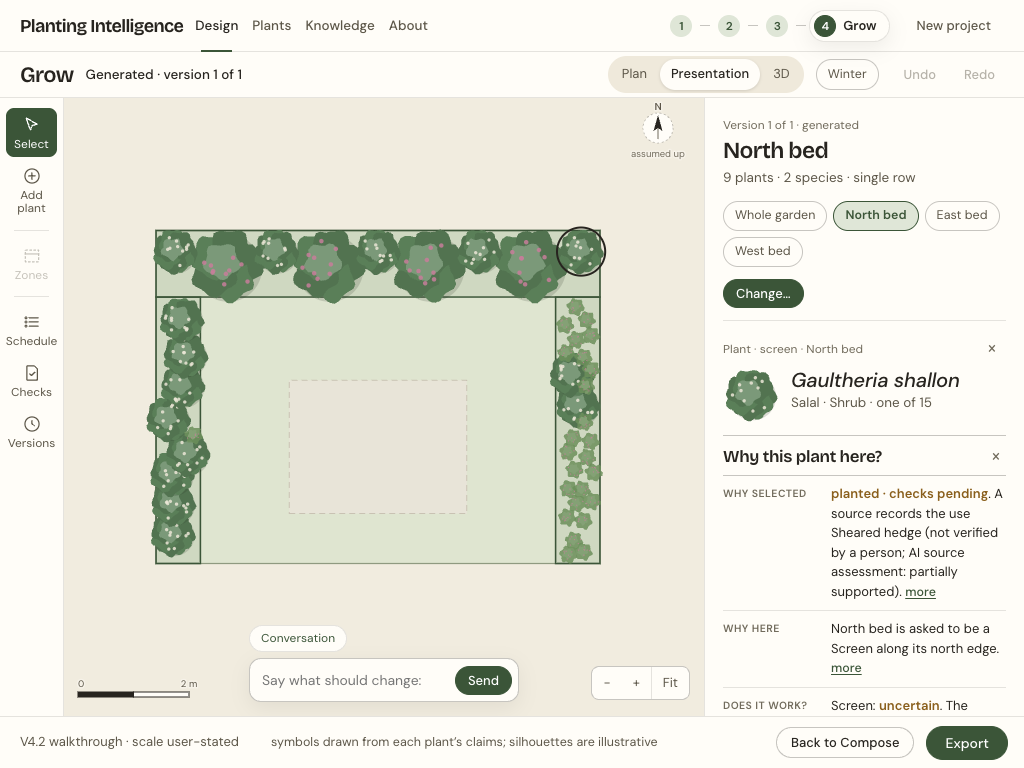 Planting Intelligence Design Plants Knowledge About 1 2 3 4 Grow New project
Grow Generated · version 1 of 1 Plan Presentation 3D Winter Undo Redo
Select
Add
plant
Zones
Schedule
Checks
Versions
N
assumed up
Version 1 of 1 · generated
North bed
9 plants · 2 species · single row
Whole garden North bed East bed
West bed
Change…
Plant · screen · North bed ×
Gaultheria shallon
Salal · Shrub · one of 15
Why this plant here? ×
WHY SELECTED planted · checks pending. A
source records the use
Sheared hedge (not verified
by a person; AI source
assessment: partially
supported). more
WHY HERE North bed is asked to be a
Screen along its north edge.
more
DOES IT WORK? Screen: uncertain. The
Conversation
Say what should change: Send
0 2 m
− + Fit
V4.2 walkthrough · scale user-stated symbols drawn from each plant's claims; silhouettes are illustrative Back to Compose Export